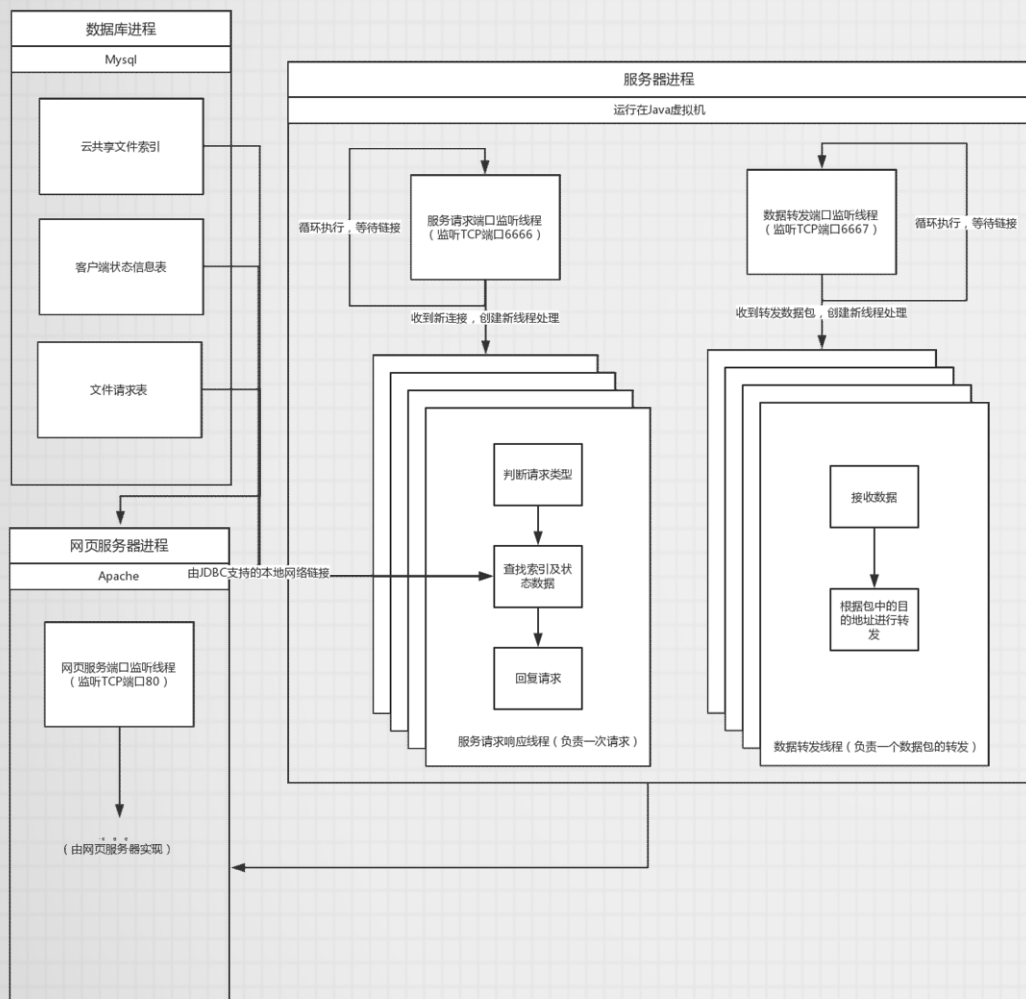 数据库进程
Mysql
云共享文件索引
客户端状态信息表
文件请求表
网页服务器进程
Apache
网页服务端口监听线程
（监听TCP端口80）
。。。
（由网页服务器实现）
由JDBC支持的本地网络链接
服务器进程
运行在Java虚拟机
循环执行，等待链接
服务请求端口监听线程
（监听TCP端口6666）
收到新连接，创建新线程处理
判断请求类型
查找索引及状
态数据
回复请求
服务请求响应线程（负责一次请求）
数据转发端口监听线程
（监听TCP端口6667）
循环执行，等待链接
收到转发数据包，创建新线程处理
接收数据
根据包中的目
的地址进行转
发
数据转发线程（负责一个数据包的转发）